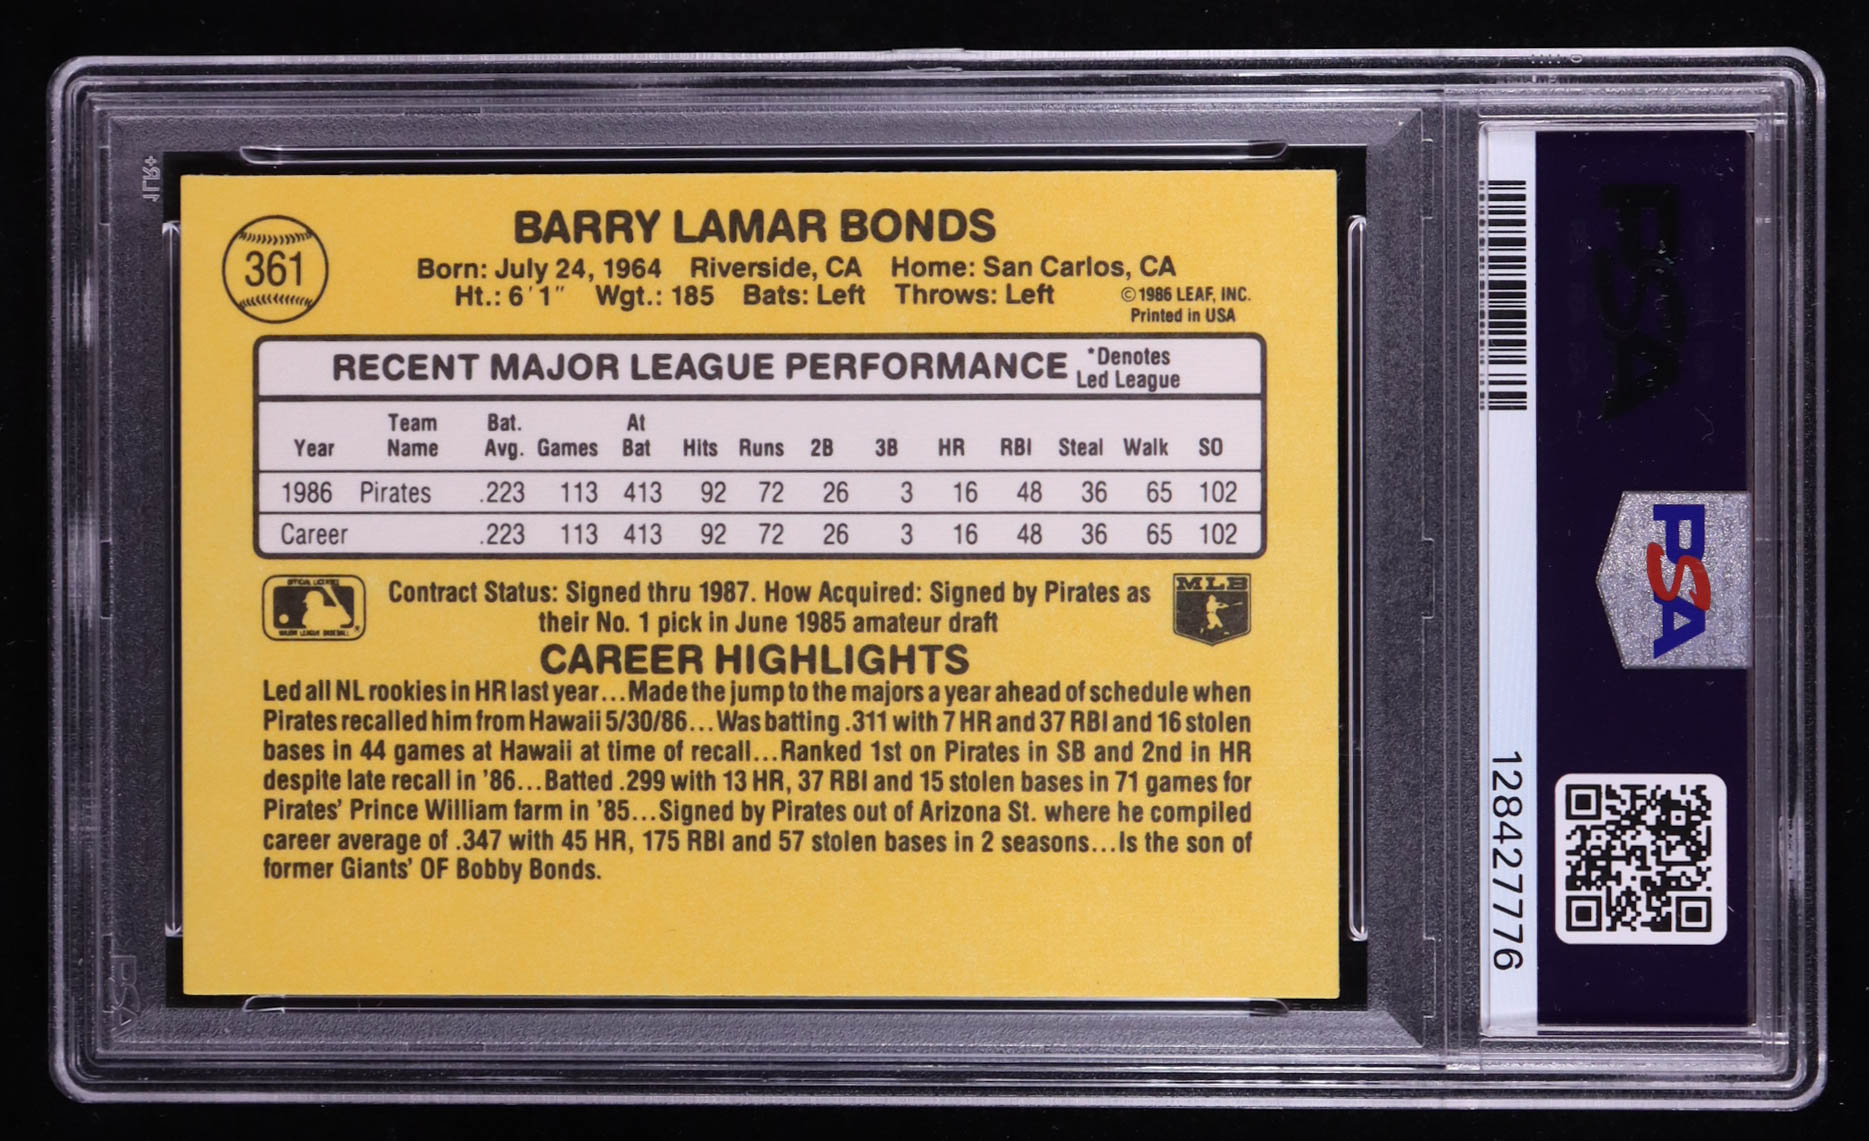 361
BARRY LAMAR BONDS
Born: July 24, 1964 Riverside, CA Home: San Carlos, CA
Ht.: 6'1" Wgt.: 185 Bats: Left Throws: Left
©1986 LEAF, INC.
Printed in USA
RECENT MAJOR LEAGUE PERFORMANCE
*Denotes
Led League
Year Team Name Bat. Avg. Games At Bat Hits Runs 2B 3B HR RBI Steal Walk SO
1986 Pirates .223 113 413 92 72 26 3 16 48 36 65 102
Career .223 113 413 92 72 26 3 16 48 36 65 102
Contract Status: Signed thru 1987. How Acquired: Signed by Pirates as
their No. 1 pick in June 1985 amateur draft
MLB
CAREER HIGHLIGHTS
Led all NL rookies in HR last year...Made the jump to the majors a year ahead of schedule when
Pirates recalled him from Hawaii 5/30/86...Was batting .311 with 7 HR and 37 RBI and 16 stolen
bases in 44 games at Hawaii at time of recall...Ranked 1st on Pirates in SB and 2nd in HR
despite late recall in '86...Batted .299 with 13 HR, 37 RBI and 15 stolen bases in 71 games for
Pirates' Prince William farm in '85...Signed by Pirates out of Arizona St. where he compiled
career average of .347 with 45 HR, 175 RBI and 57 stolen bases in 2 seasons...Is the son of
former Giants' OF Bobby Bonds.
PSA
PSA
128427776
PSA
1LR+